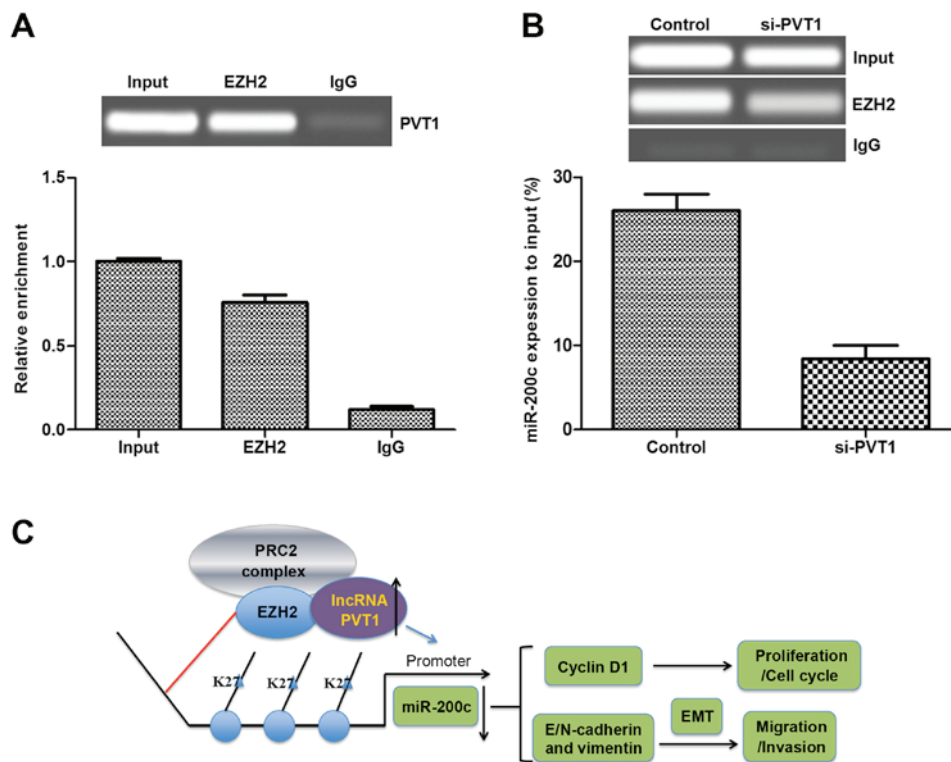 A
Input EZH2 IgG
PVT1
1.5
1.0
0.5
0.0
Relative enrichment
Input EZH2 IgG
B
Control si-PVT1
Input
EZH2
IgG
30
20
10
0
miR-200c expession to input (%)
Control si-PVT1
C
PRC2
complex
EZH2
lncRNA
PVT1
K27 K27 K27
Promoter
miR-200c
Cyclin D1
Proliferation
/Cell cycle
E/N-cadherin
and vimentin
EMT
Migration
/Invasion